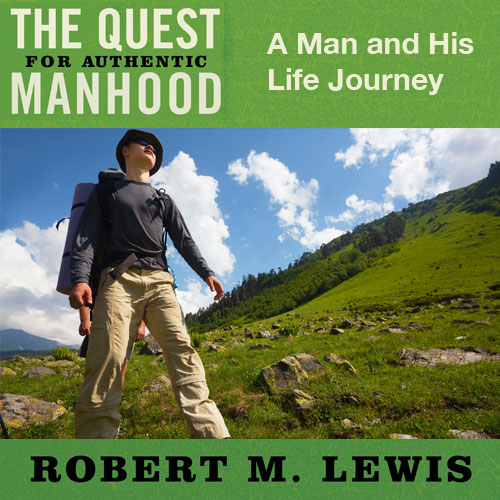 THE QUEST
FOR AUTHENTIC
MANHOOD
A Man and His
Life Journey
ROBERT M. LEWIS